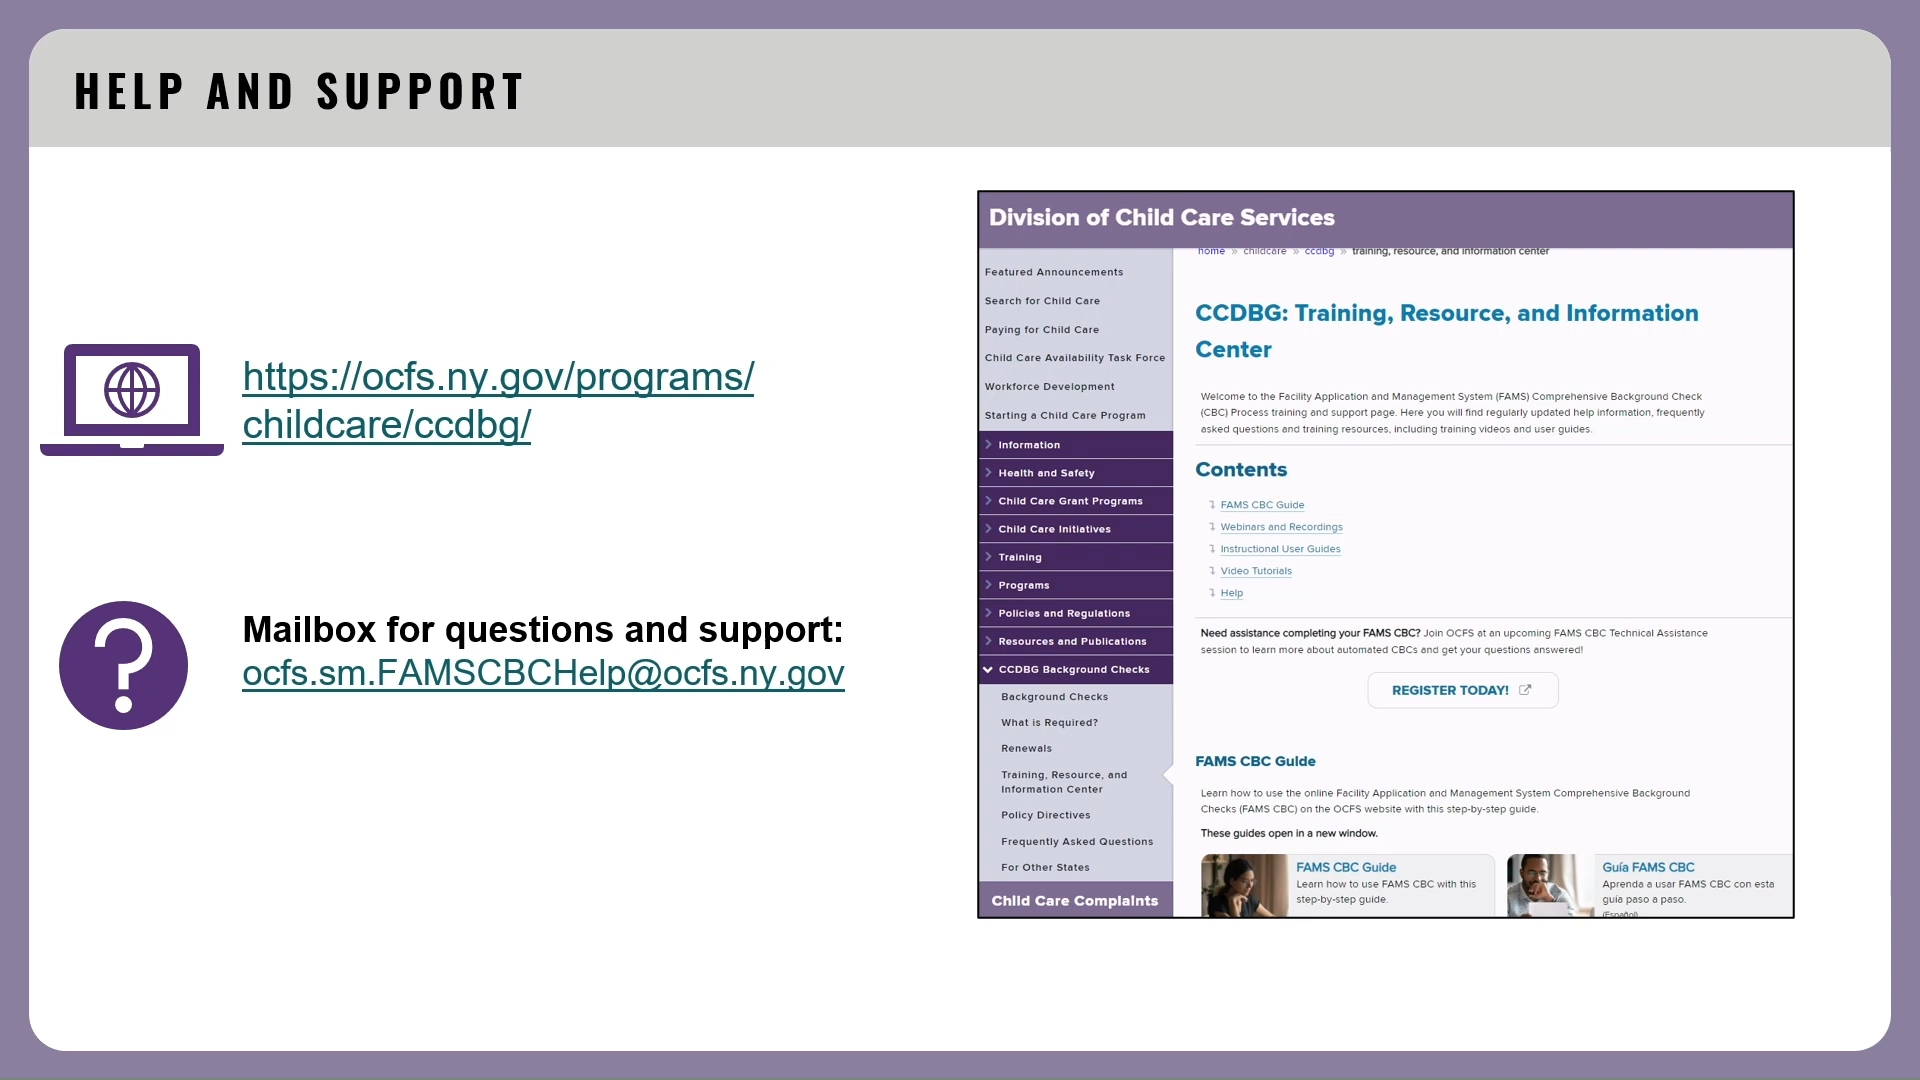 HELP AND SUPPORT
https://ocfs.ny.gov/programs/
childcare/ccdbg/
Mailbox for questions and support:
ocfs.sm.FAMSCBCHelp@ocfs.ny.gov
Division of Child Care Services
Featured Announcements
Search for Child Care
Paying for Child Care
Child Care Availability Task Force
Workforce Development
Starting a Child Care Program
Information
Health and Safety
Child Care Grant Programs
Child Care Initiatives
Training
Programs
Policies and Regulations
Resources and Publications
CCDBG Background Checks
Background Checks
What is Required?
Renewals
Training, Resource, and
Information Center
Policy Directives
Frequently Asked Questions
For Other States
Child Care Complaints
home » childcare » ccdbg » training, resource, and information center
CCDBG: Training, Resource, and Information
Center
Welcome to the Facility Application and Management System (FAMS) Comprehensive Background Check
(CBC) Process training and support page. Here you will find regularly updated help information, frequently
asked questions and training resources, including training videos and user guides.
Contents
FAMS CBC Guide
Webinars and Recordings
Instructional User Guides
Video Tutorials
Help
Need assistance completing your FAMS CBC? Join OCFS at an upcoming FAMS CBC Technical Assistance
session to learn more about automated CBCs and get your questions answered!
REGISTER TODAY!
FAMS CBC Guide
Learn how to use the online Facility Application and Management System Comprehensive Background
Checks (FAMS CBC) on the OCFS website with this step-by-step guide.
These guides open in a new window.
FAMS CBC Guide
Learn how to use FAMS CBC with this
step-by-step guide.
Guía FAMS CBC
Aprenda a usar FAMS CBC con esta
guía paso a paso.
(Español)